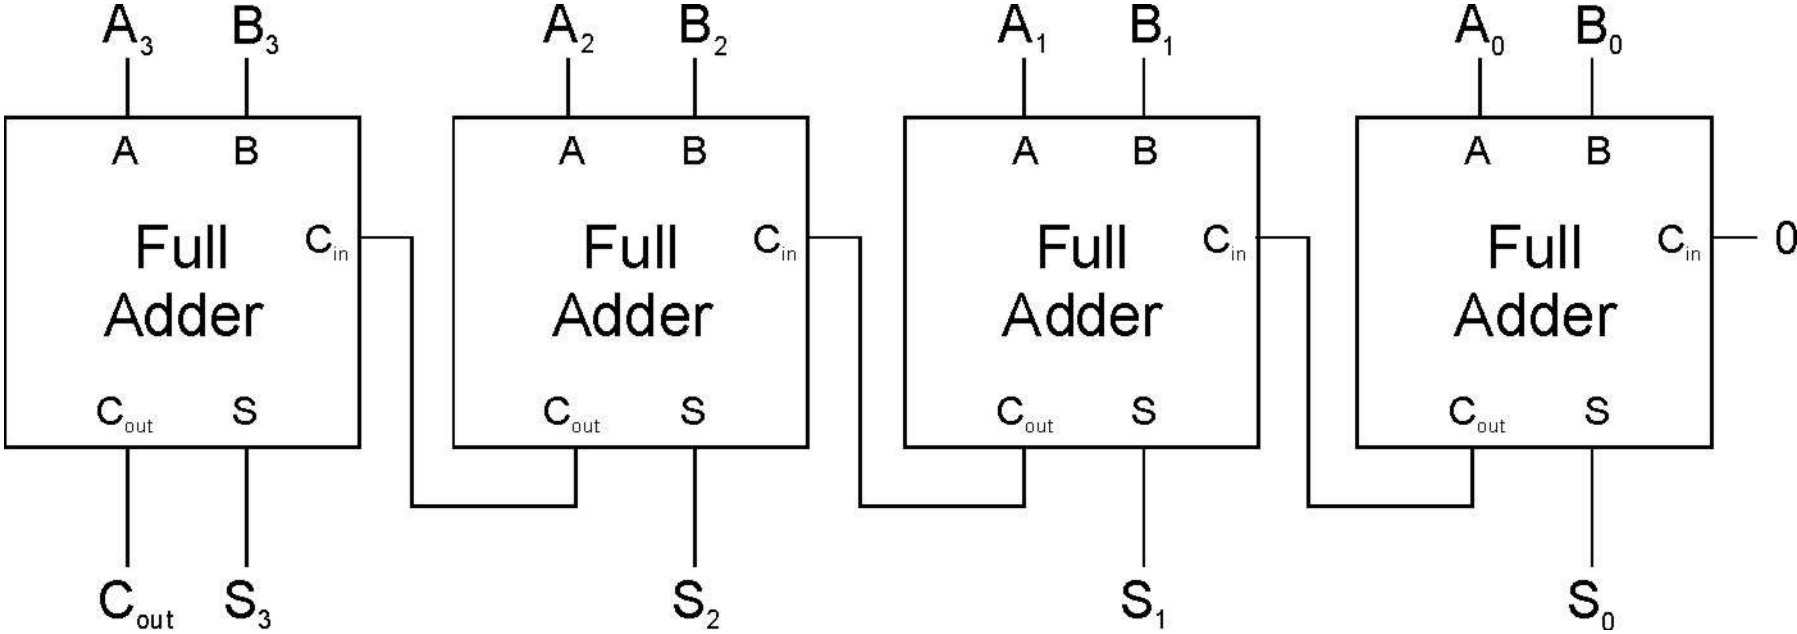 A3 B3 A2 B2 A1 B1 A0 B0
A B A B A B A B
Cin Cin Cin Cin 0
Full Full Full Full
Adder Adder Adder Adder
Cout S Cout S Cout S Cout S
Cout S3 S2 S1 S0